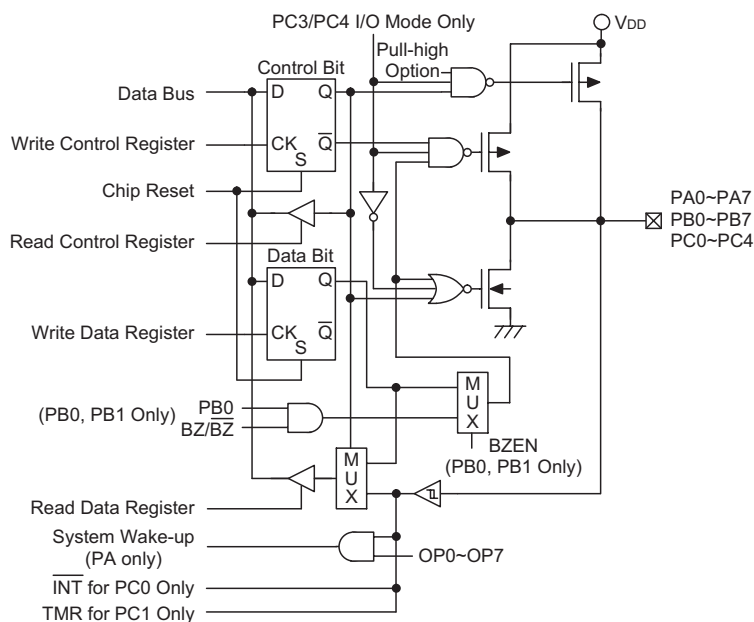 PC3/PC4 I/O Mode Only
VDD
Pull-high
Option
Control Bit
Data Bus
D
Q
Write Control Register
CK
Q̅
S
Chip Reset
PA0~PA7
PB0~PB7
PC0~PC4
Read Control Register
Data Bit
D
Q
Write Data Register
CK
Q̅
S
M
U
X
(PB0, PB1 Only)
PB0
BZ/B̅Z̅
BZEN
(PB0, PB1 Only)
M
U
X
Read Data Register
System Wake-up
(PA only)
OP0~OP7
I̅N̅T̅ for PC0 Only
TMR for PC1 Only